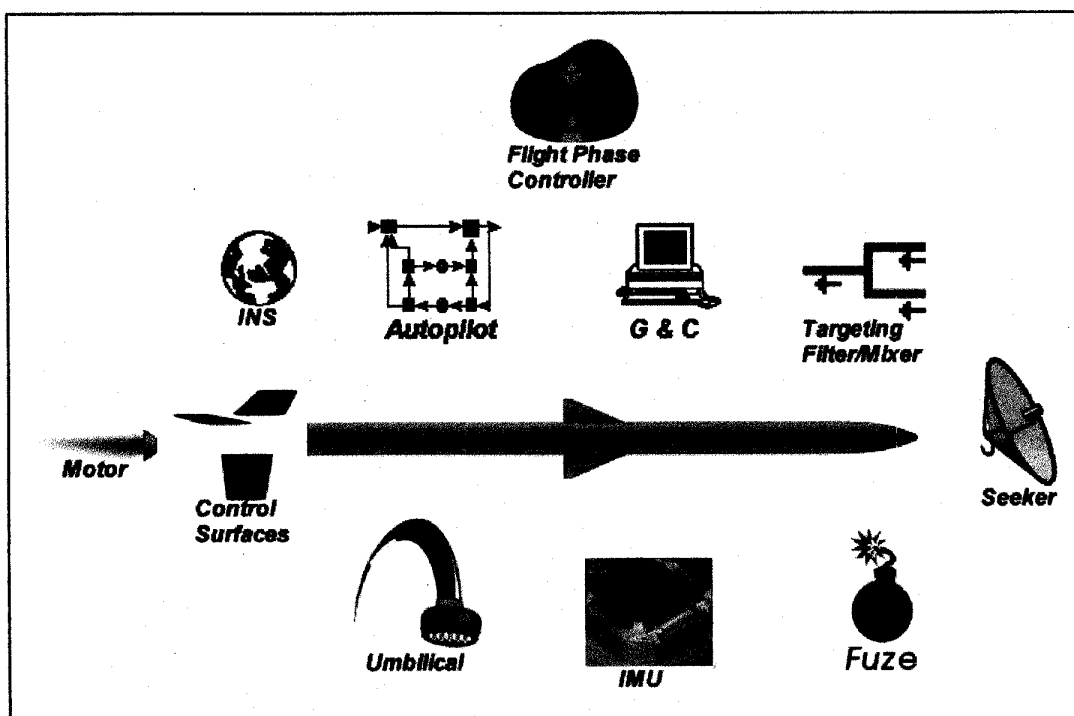 Flight Phase
Controller
INS
Autopilot
G & C
Targeting
Filter/Mixer
Motor
Control
Surfaces
Seeker
Umbilical
IMU
Fuze